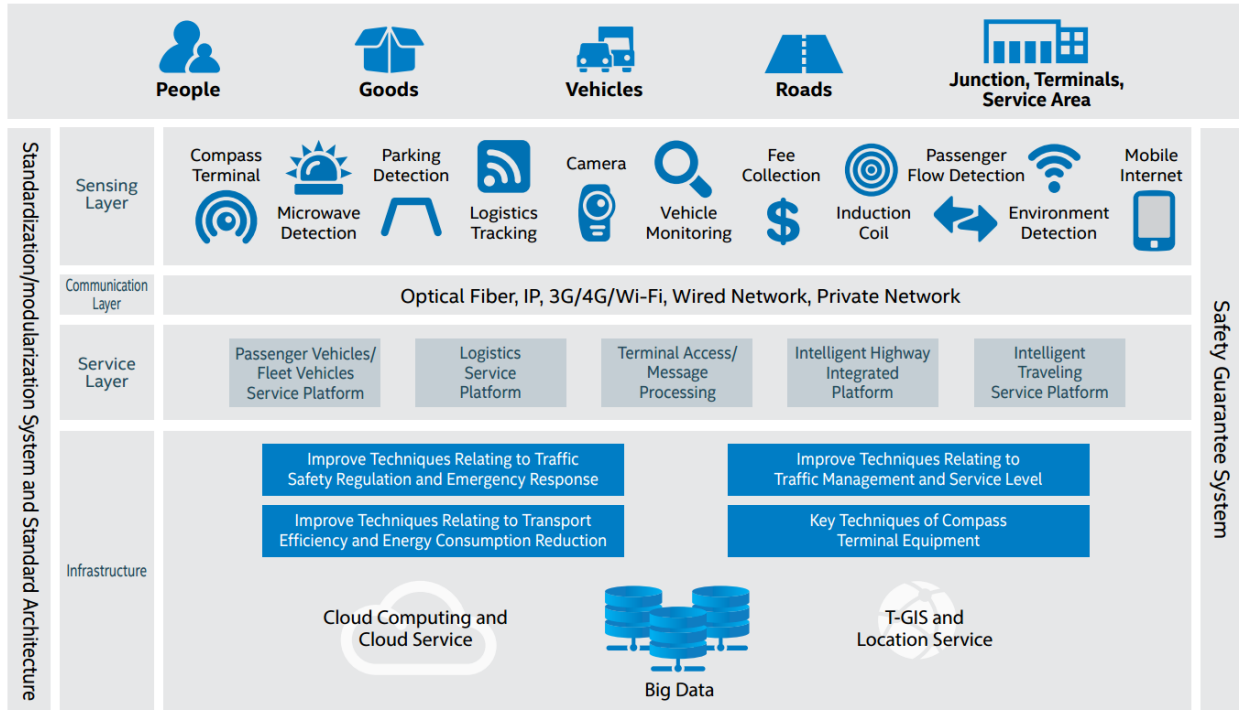 People
Goods
Vehicles
Roads
Junction, Terminals,
Service Area
Standardization/modularization System and Standard Architecture
Sensing
Layer
Compass
Terminal
Microwave
Detection
Parking
Detection
Logistics
Tracking
Camera
Vehicle
Monitoring
Fee
Collection
$
Induction
Coil
Passenger
Flow Detection
Environment
Detection
Mobile
Internet
Communication
Layer
Optical Fiber, IP, 3G/4G/Wi-Fi, Wired Network, Private Network
Service
Layer
Passenger Vehicles/
Fleet Vehicles
Service Platform
Logistics
Service
Platform
Terminal Access/
Message
Processing
Intelligent Highway
Integrated
Platform
Intelligent
Traveling
Service Platform
Infrastructure
Improve Techniques Relating to Traffic
Safety Regulation and Emergency Response
Improve Techniques Relating to
Traffic Management and Service Level
Improve Techniques Relating to Transport
Efficiency and Energy Consumption Reduction
Key Techniques of Compass
Terminal Equipment
Cloud Computing and
Cloud Service
Big Data
T-GIS and
Location Service
Safety Guarantee System